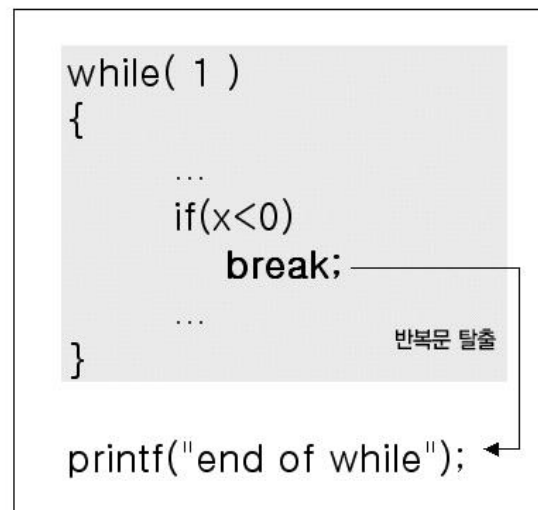 while( 1 )
{
...
if(x<0)
break;
...
반복문 탈출
}
printf("end of while");